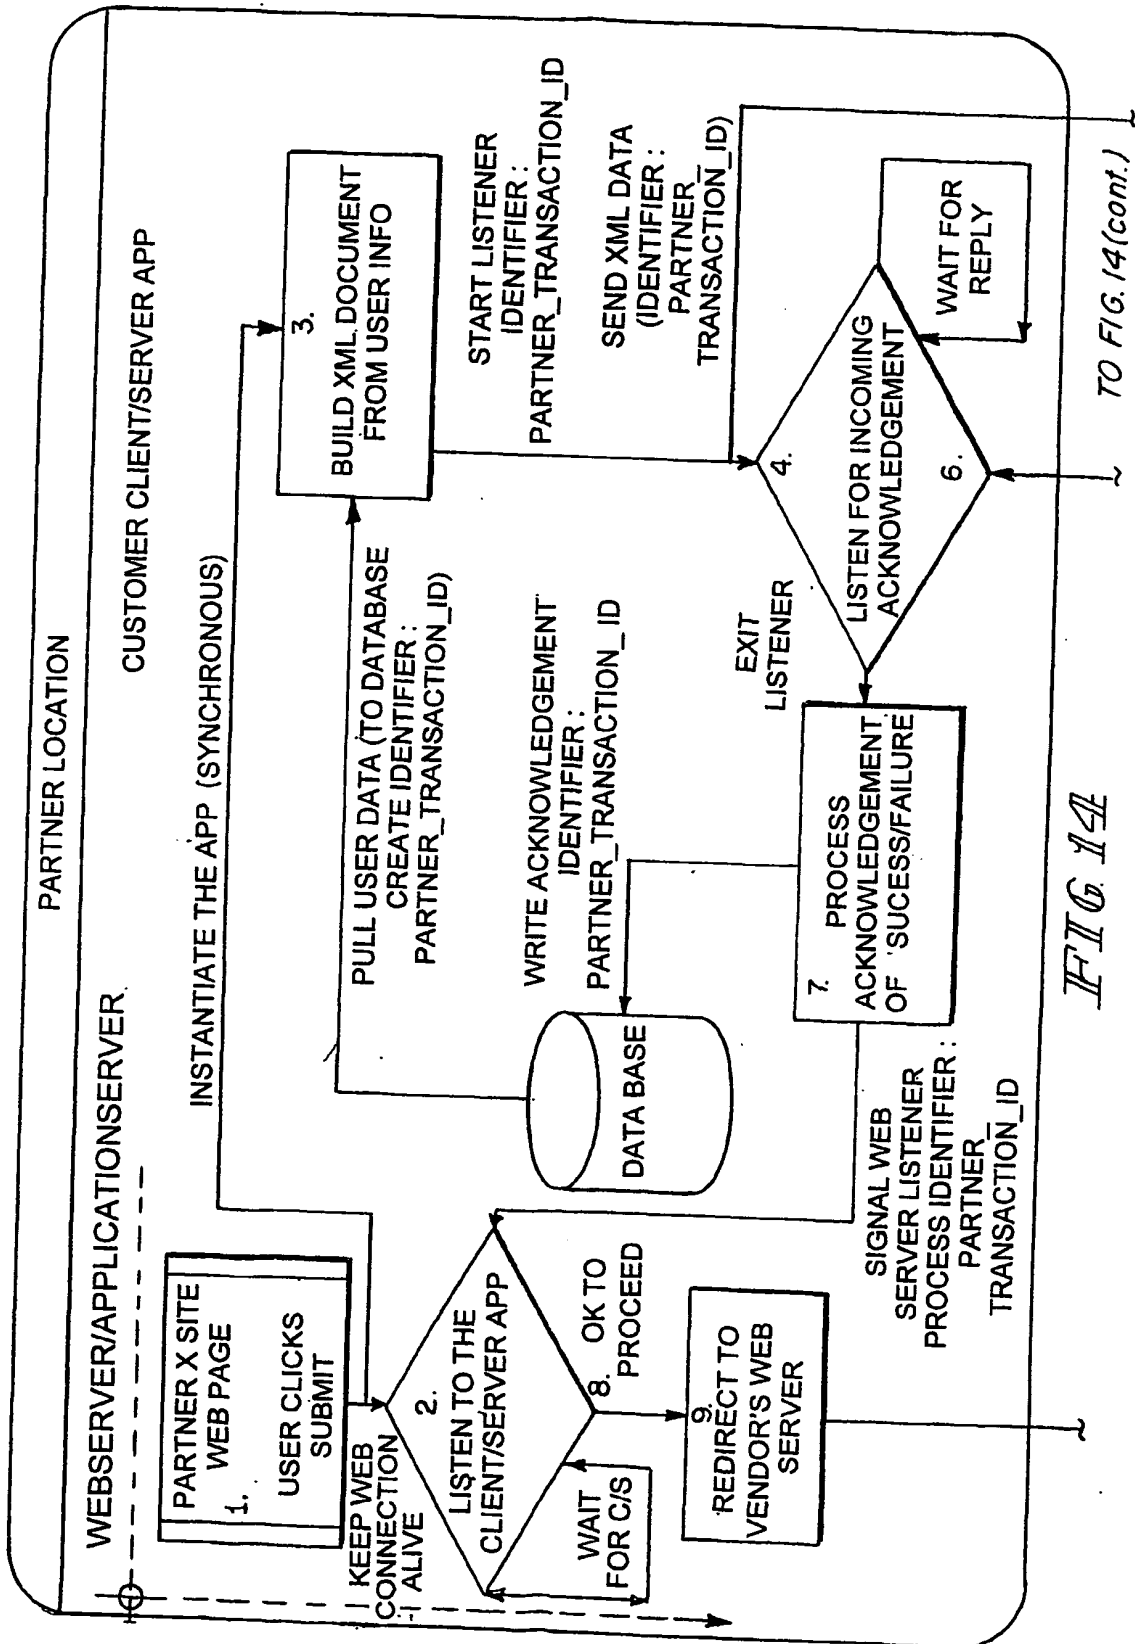 PARTNER LOCATION
WEBSERVER/APPLICATIONSERVER
CUSTOMER CLIENT/SERVER APP
INSTANTIATE THE APP (SYNCHRONOUS)
PARTNER X SITE
WEB PAGE
1.
USER CLICKS
SUBMIT
KEEP WEB
CONNECTION
ALIVE
2.
LISTEN TO THE
CLIENT/SERVER APP
WAIT
FOR C/S
8. OK TO
PROCEED
9.
REDIRECT TO
VENDOR'S WEB
SERVER
PULL USER DATA (TO DATABASE
CREATE IDENTIFIER:
PARTNER_TRANSACTION_ID)
3.
BUILD XML DOCUMENT
FROM USER INFO
START LISTENER
IDENTIFIER:
PARTNER_TRANSACTION_ID
SEND XML DATA
(IDENTIFIER:
PARTNER_
TRANSACTION_ID)
WRITE ACKNOWLEDGEMENT
IDENTIFIER:
PARTNER_TRANSACTION_ID
DATA BASE
EXIT
LISTENER
4.
LISTEN FOR INCOMING
ACKNOWLEDGEMENT
6.
WAIT FOR
REPLY
7.
PROCESS
ACKNOWLEDGEMENT
OF SUCESS/FAILURE
SIGNAL WEB
SERVER LISTENER
PROCESS IDENTIFIER:
PARTNER_
TRANSACTION_ID
TO FIG. 14(cont.)
FIG. 14